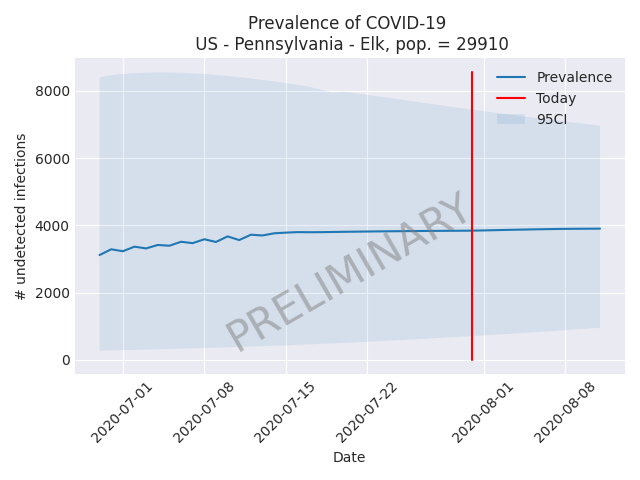 Prevalence of COVID-19
US - Pennsylvania - Elk, pop. = 29910
Prevalence
Today
95CI
# undetected infections
8000
6000
4000
2000
0
PRELIMINARY
2020-07-01
2020-07-08
2020-07-15
2020-07-22
2020-08-01
2020-08-08
Date